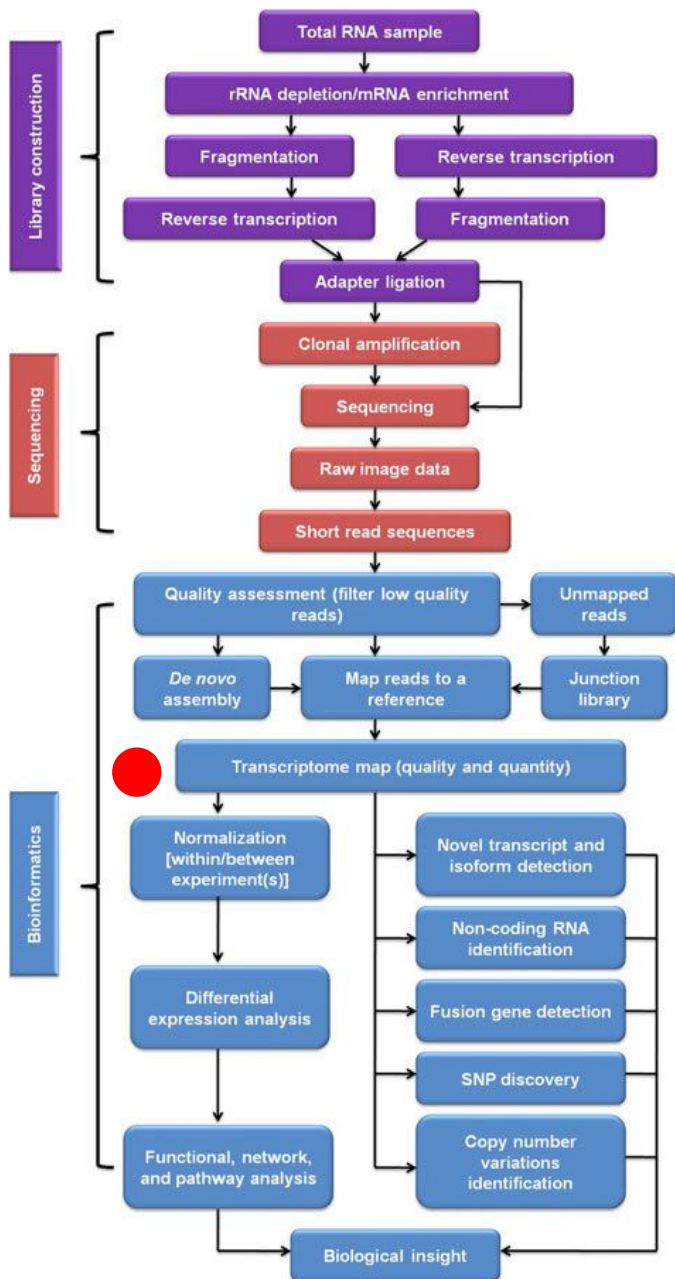 Library construction
Total RNA sample
rRNA depletion/mRNA enrichment
Fragmentation
Reverse transcription
Reverse transcription
Fragmentation
Adapter ligation
Sequencing
Clonal amplification
Sequencing
Raw image data
Short read sequences
Bioinformatics
Quality assessment (filter low quality
reads)
Unmapped
reads
De novo
assembly
Map reads to a
reference
Junction
library
Transcriptome map (quality and quantity)
Normalization
[within/between
experiment(s)]
Differential
expression analysis
Functional, network,
and pathway analysis
Novel transcript and
isoform detection
Non-coding RNA
identification
Fusion gene detection
SNP discovery
Copy number
variations
identification
Biological insight